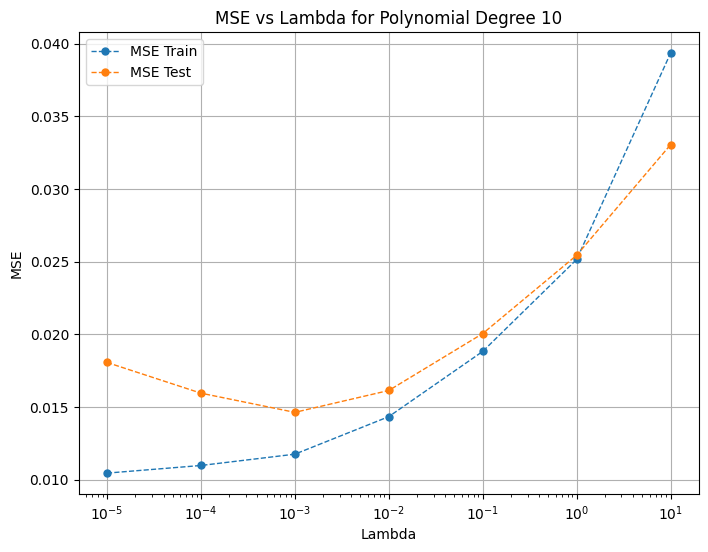 MSE vs Lambda for Polynomial Degree 10
MSE Train
MSE Test
0.040
0.035
0.030
0.025
0.020
0.015
0.010
MSE
10⁻⁵ 10⁻⁴ 10⁻³ 10⁻² 10⁻¹ 10⁰ 10¹
Lambda